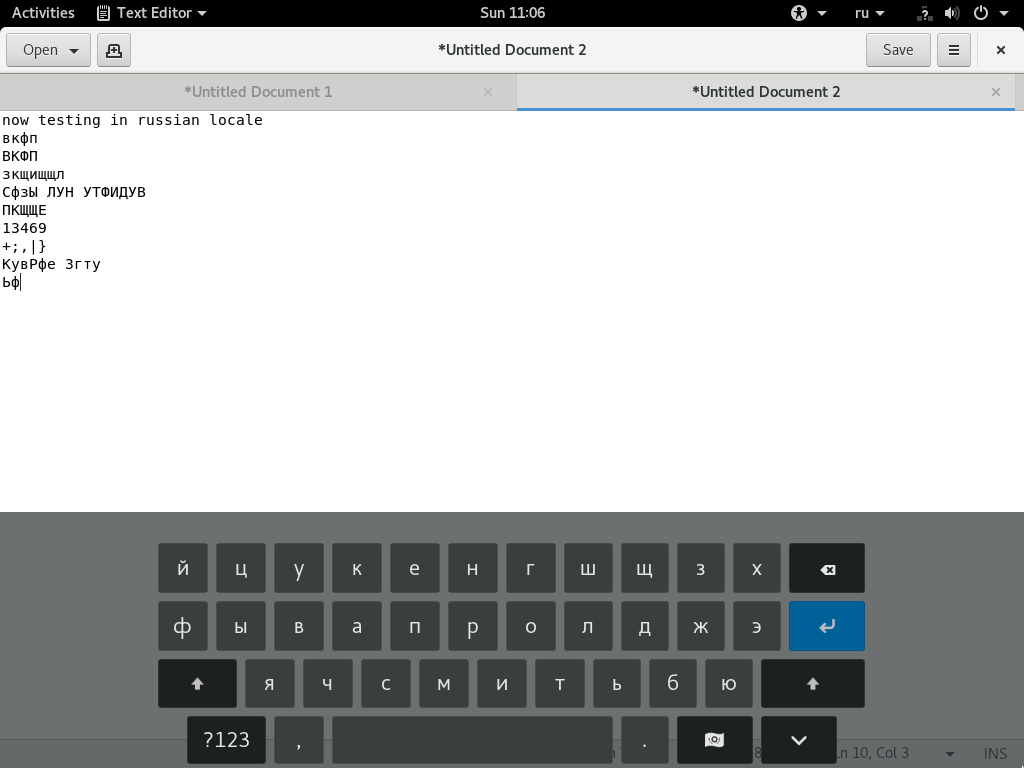 Activities Text Editor Sun 11:06 ru
Open *Untitled Document 2 Save
*Untitled Document 1 *Untitled Document 2
now testing in russian locale
вкфп
ВКФП
зкщищщл
СфзЫ ЛУН УТФИДУВ
ПКЩЩЕ
13469
+;,|}
КувРфе Згту
Ьф
й ц у к е н г ш щ з х
ф ы в а п р о л д ж э
я ч с м и т ь б ю
?123 , .
Ln 10, Col 3 INS